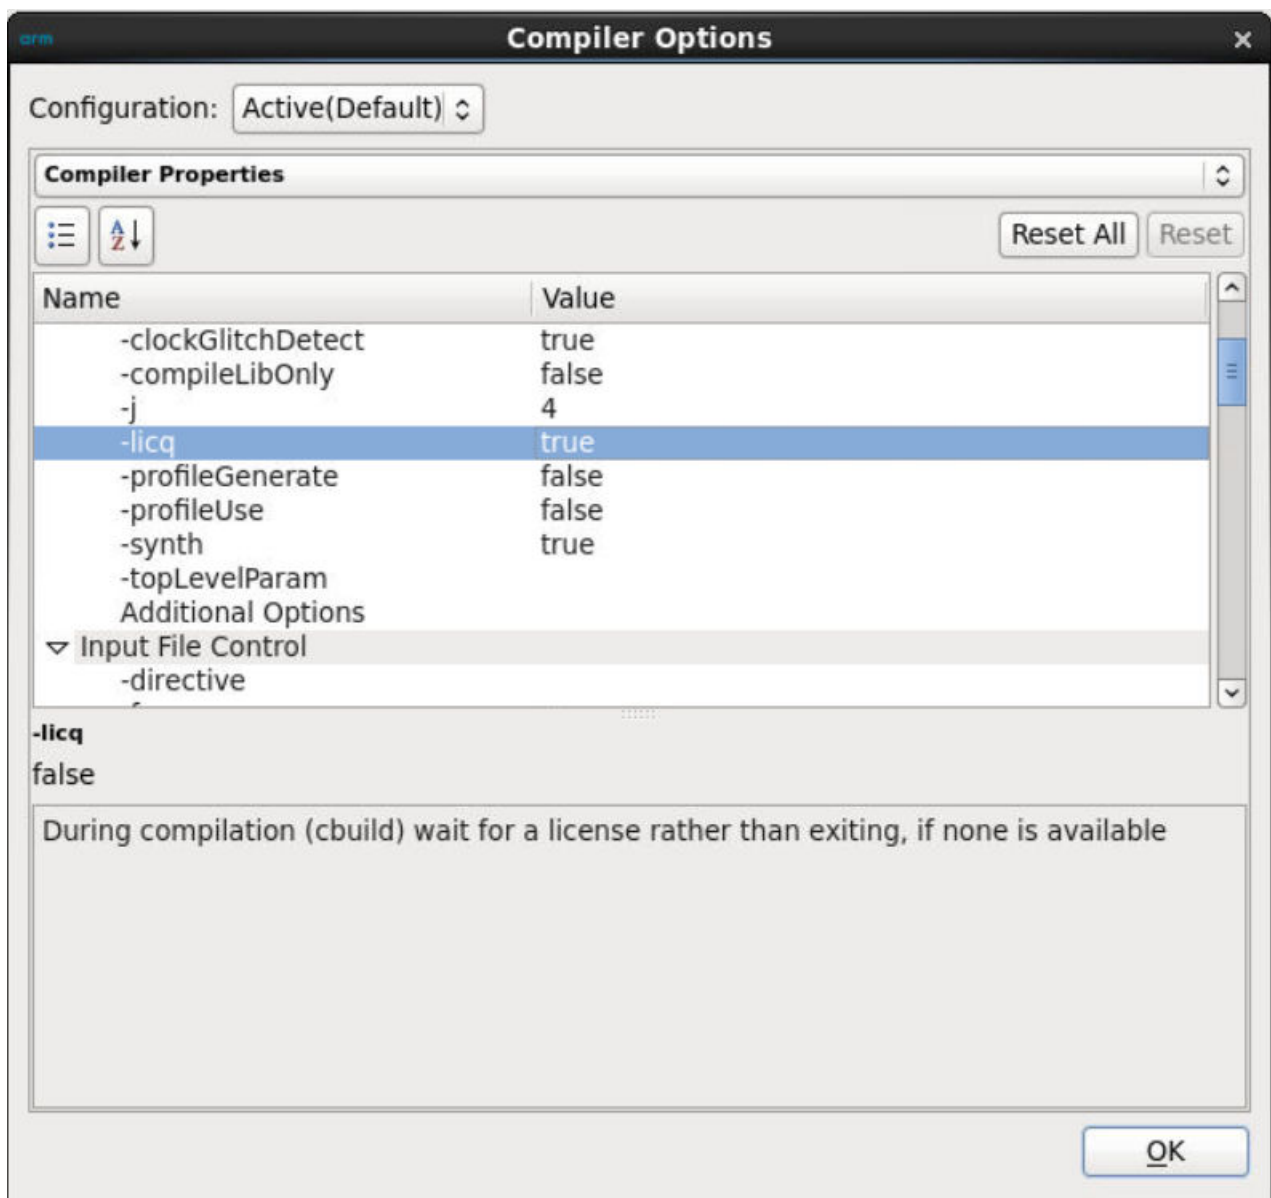 arm Compiler Options ×
Configuration: Active(Default)
Compiler Properties
A Z Reset All Reset
Name Value
-clockGlitchDetect true
-compileLibOnly false
-j 4
-licq true
-profileGenerate false
-profileUse false
-synth true
-topLevelParam
Additional Options
Input File Control
-directive
-licq
false
During compilation (cbuild) wait for a license rather than exiting, if none is available
OK